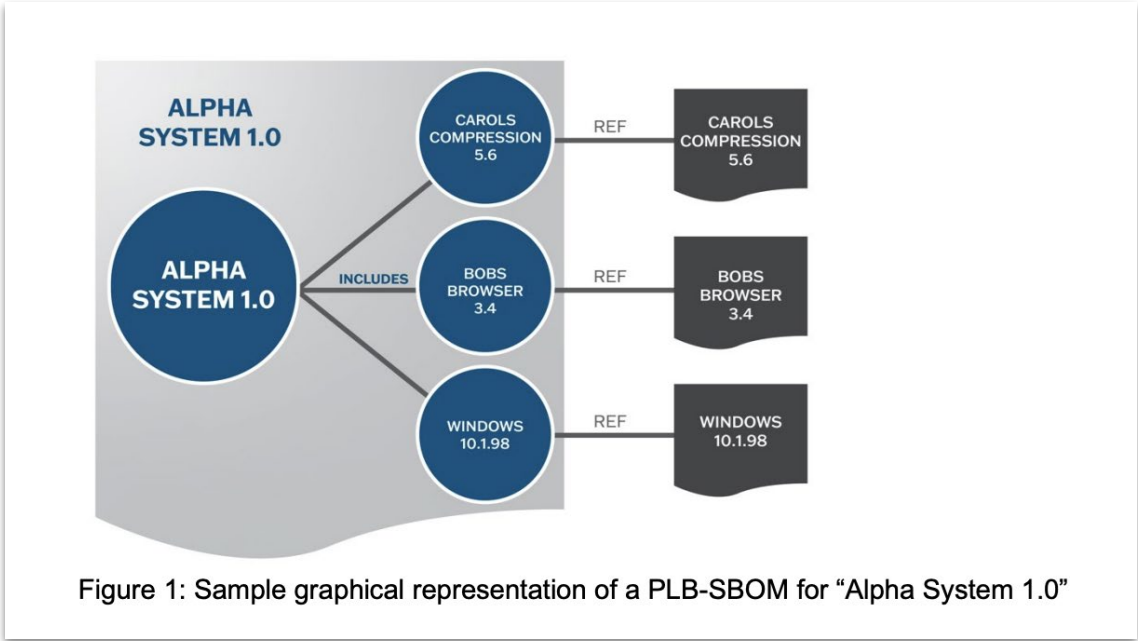 ALPHA
SYSTEM 1.0
ALPHA
SYSTEM 1.0
INCLUDES
CAROLS
COMPRESSION
5.6
REF
CAROLS
COMPRESSION
5.6
BOBS
BROWSER
3.4
REF
BOBS
BROWSER
3.4
WINDOWS
10.1.98
REF
WINDOWS
10.1.98
Figure 1: Sample graphical representation of a PLB-SBOM for “Alpha System 1.0”